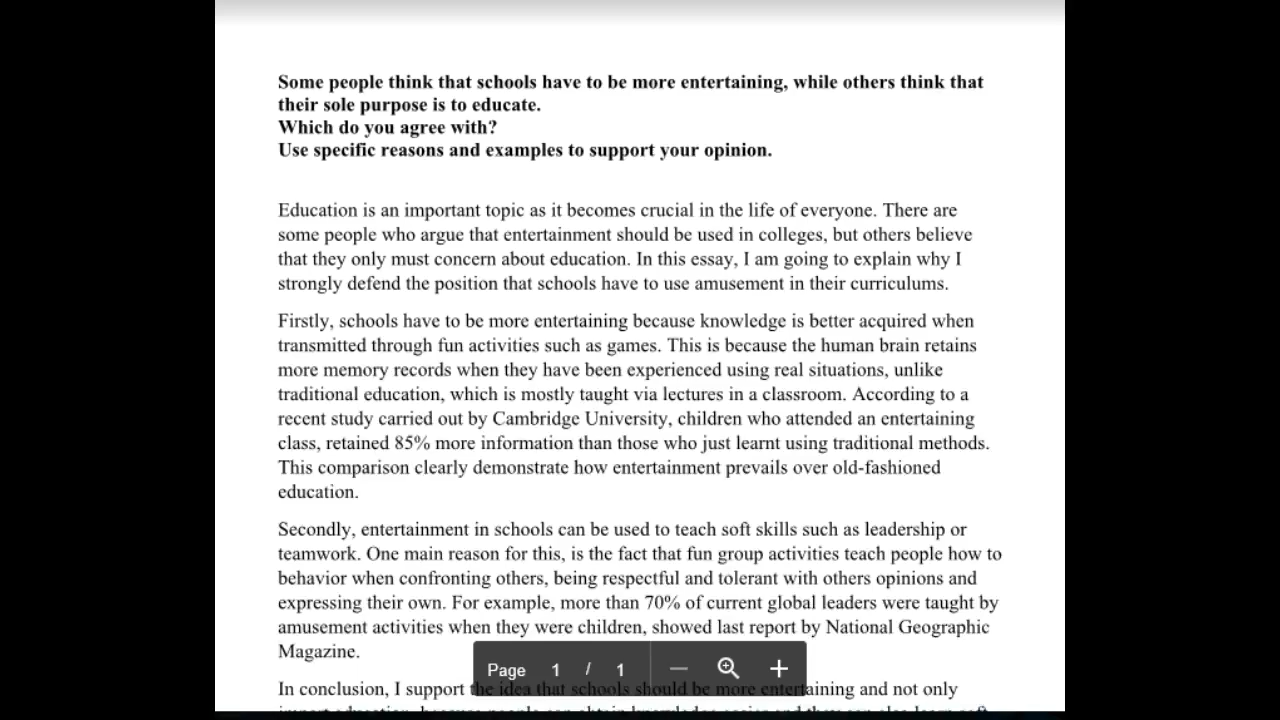 Some people think that schools have to be more entertaining, while others think that
their sole purpose is to educate.
Which do you agree with?
Use specific reasons and examples to support your opinion.
Education is an important topic as it becomes crucial in the life of everyone. There are
some people who argue that entertainment should be used in colleges, but others believe
that they only must concern about education. In this essay, I am going to explain why I
strongly defend the position that schools have to use amusement in their curriculums.
Firstly, schools have to be more entertaining because knowledge is better acquired when
transmitted through fun activities such as games. This is because the human brain retains
more memory records when they have been experienced using real situations, unlike
traditional education, which is mostly taught via lectures in a classroom. According to a
recent study carried out by Cambridge University, children who attended an entertaining
class, retained 85% more information than those who just learnt using traditional methods.
This comparison clearly demonstrate how entertainment prevails over old-fashioned
education.
Secondly, entertainment in schools can be used to teach soft skills such as leadership or
teamwork. One main reason for this, is the fact that fun group activities teach people how to
behavior when confronting others, being respectful and tolerant with others opinions and
expressing their own. For example, more than 70% of current global leaders were taught by
amusement activities when they were children, showed last report by National Geographic
Magazine.
Page 1 / 1
In conclusion, I support the idea that schools should be more entertaining and not only